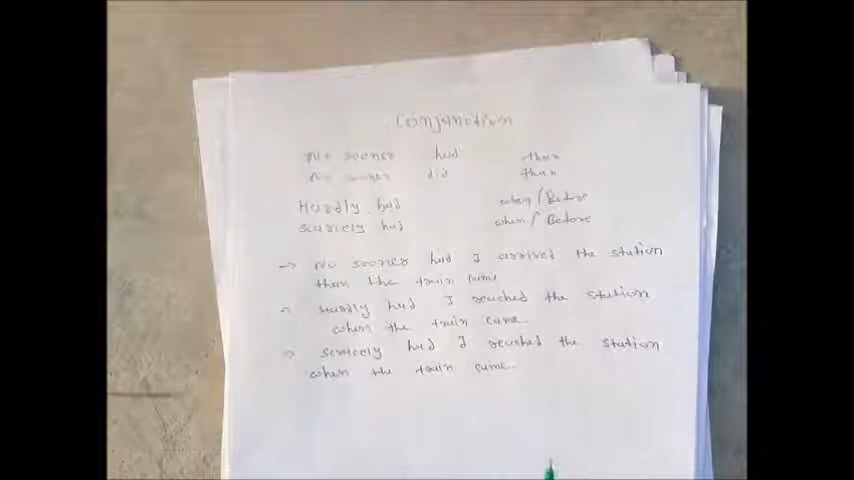 Conjunction
No sooner had than
No sooner did than
Hardly had when/Before
scarcely had when/Before
→ No sooner had I arrived the station
than the train came
→ Hardly had I reached the station
when the train came.
→ scarcely had I reached the station
when the train came.